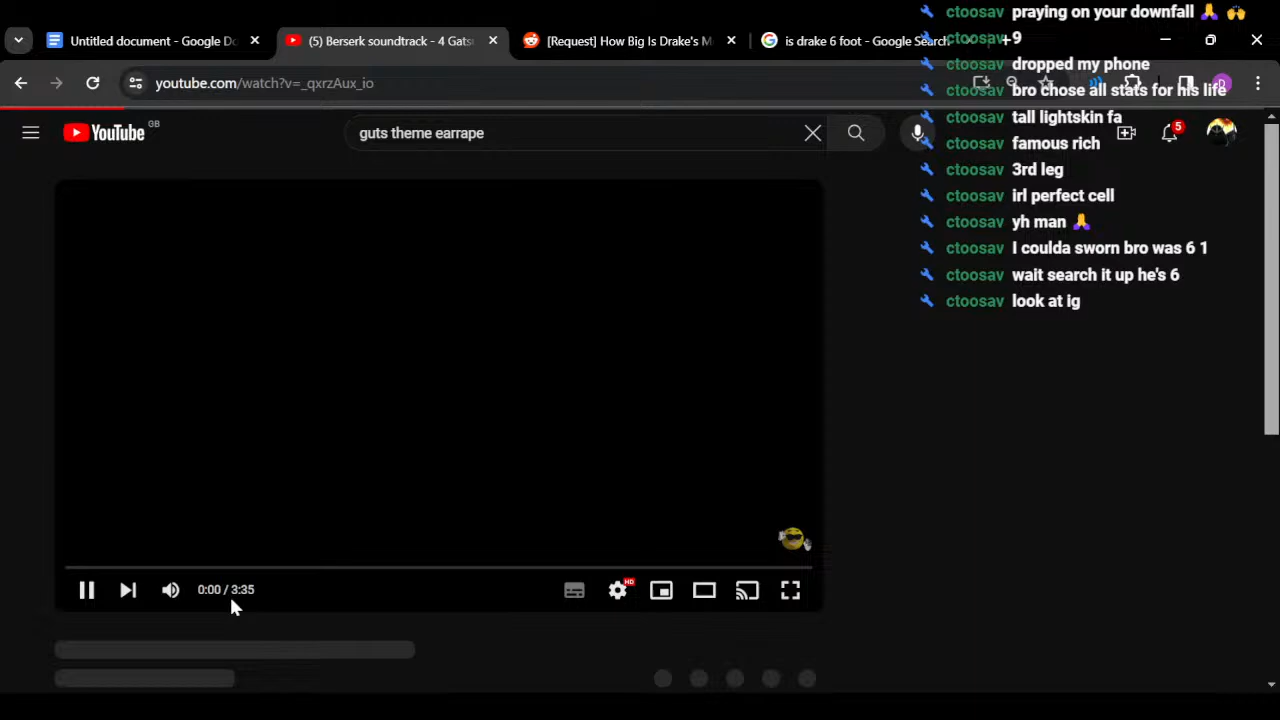 ctoosav praying on your downfall 🙏 🙌
Untitled document - Google Do
(5) Berserk soundtrack - 4 Gats
[Request] How Big Is Drake's M
is drake 6 foot - Google Search
ctoosav 9
ctoosav dropped my phone
youtube.com/watch?v=_qxrzAux_io
ctoosav bro chose all stats for his life
ctoosav tall lightskin fa
YouTube GB
guts theme earrape
5
ctoosav famous rich
ctoosav 3rd leg
ctoosav irl perfect cell
ctoosav yh man 🙏
ctoosav I coulda sworn bro was 6 1
ctoosav wait search it up he's 6
ctoosav look at ig
0:00 / 3:35
HD